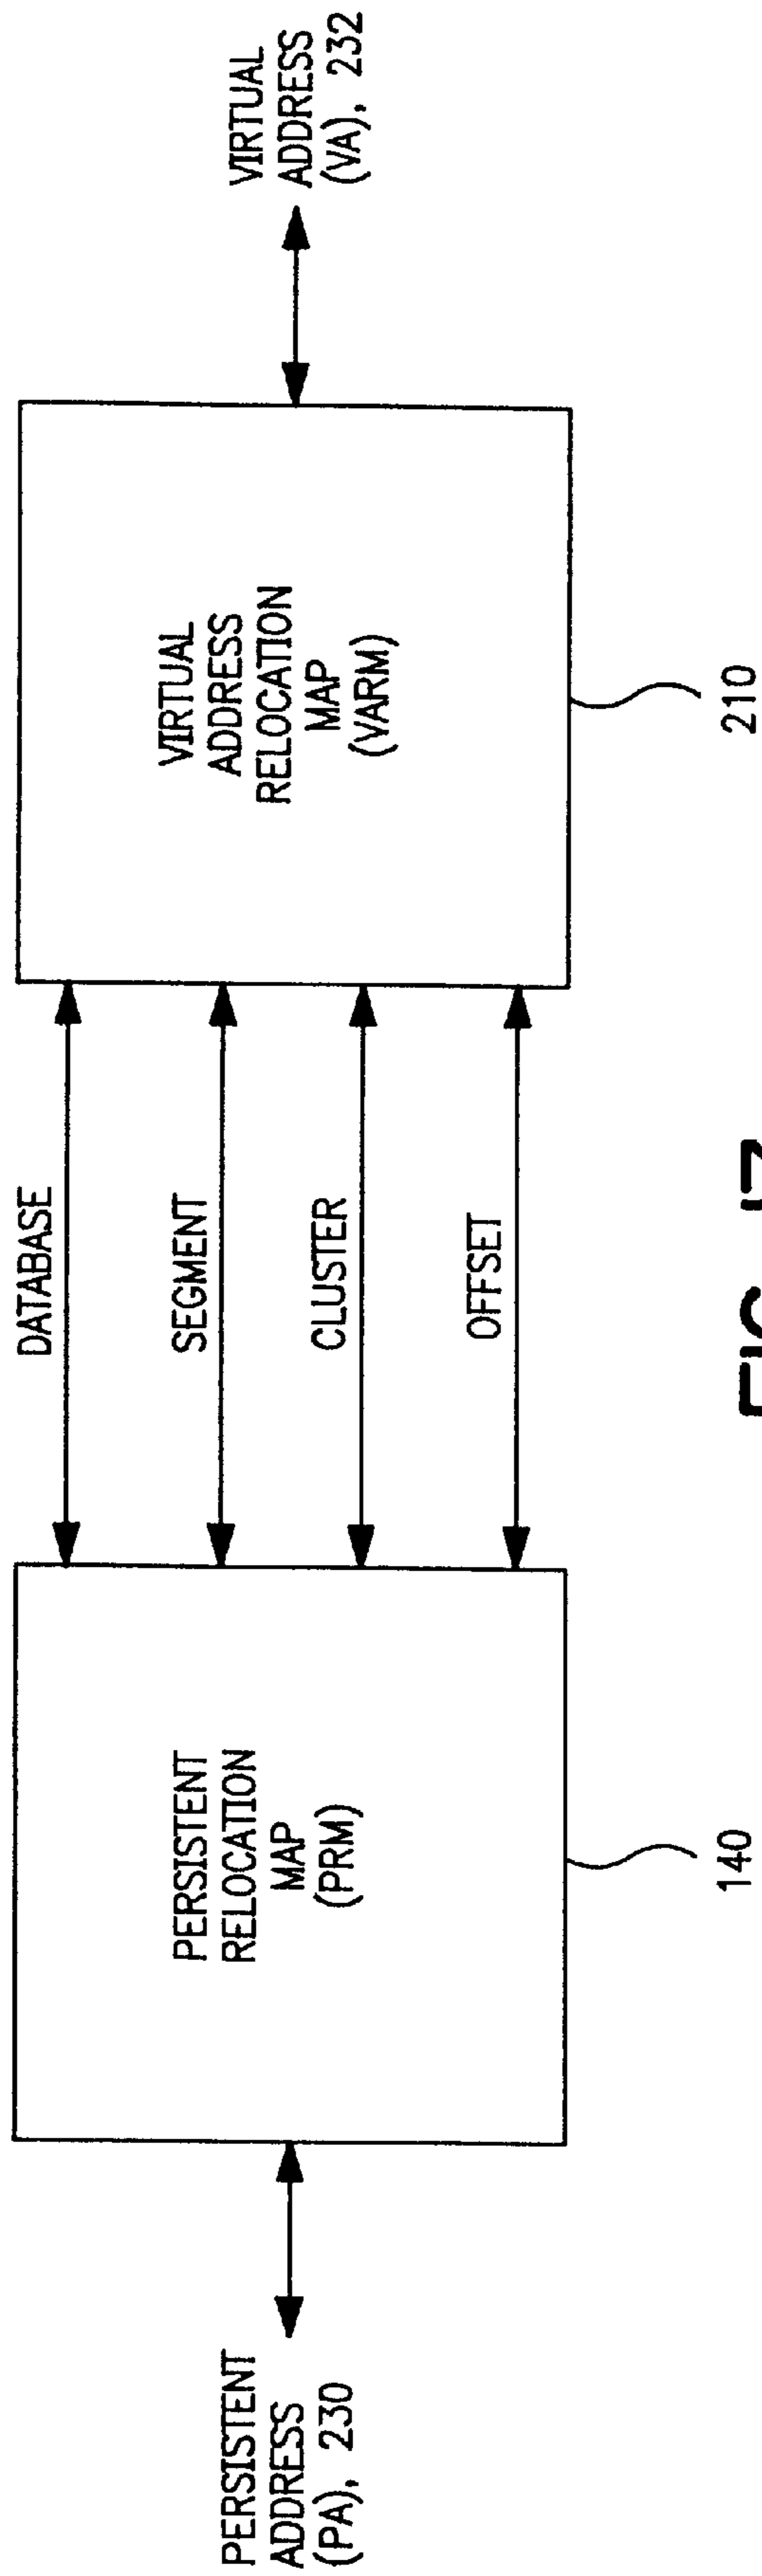 PERSISTENT
ADDRESS
(PA), 230
PERSISTENT
RELOCATION
MAP
(PRM)
140
DATABASE
SEGMENT
CLUSTER
OFFSET
VIRTUAL
ADDRESS
RELOCATION
MAP
(VARM)
210
VIRTUAL
ADDRESS
(VA), 232
FIG